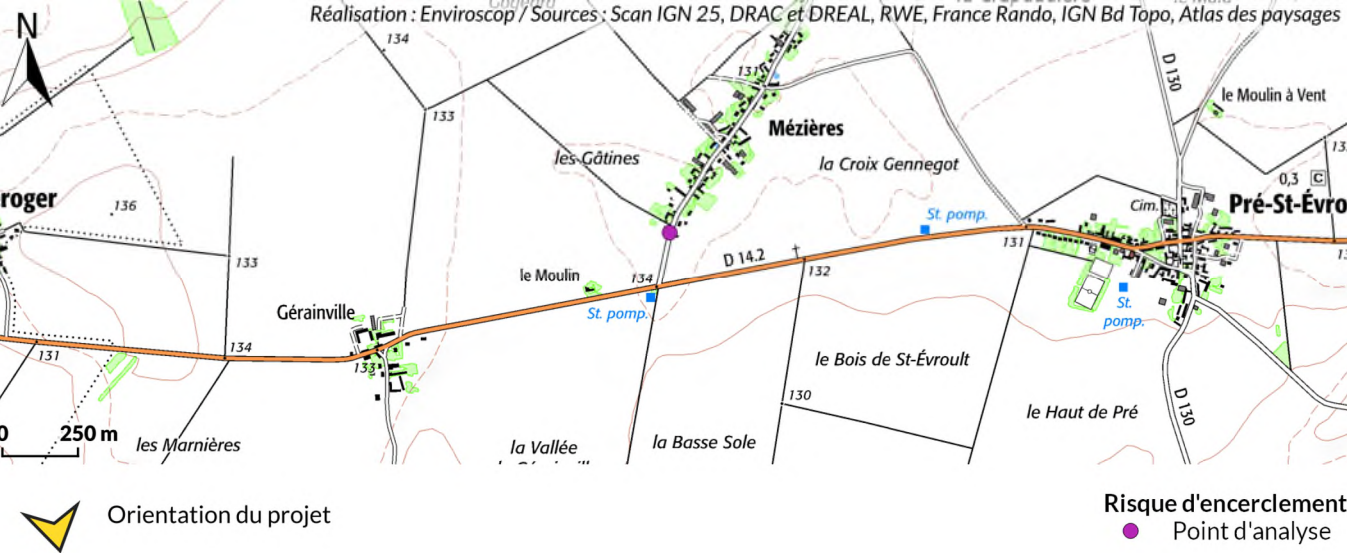 Réalisation : Enviroscop / Sources : Scan IGN 25, DRAC et DREAL, RWE, France Rando, IGN Bd Topo, Atlas des paysages
N
134
131
D 130
le Moulin à Vent
133
Mézières
les Gâtines
la Croix Gennegot
0,3 C
roger
136
Cim.
Pré-St-Évro
St. pomp.
131
133
D 14.2
132
le Moulin
134
St. pomp.
St.
pomp.
Gérainville
134
131
133
le Bois de St-Évroult
130
D 130
le Haut de Pré
0 250 m
les Marnières
la Vallée
la Basse Sole
Orientation du projet
Risque d'encerclement
Point d'analyse